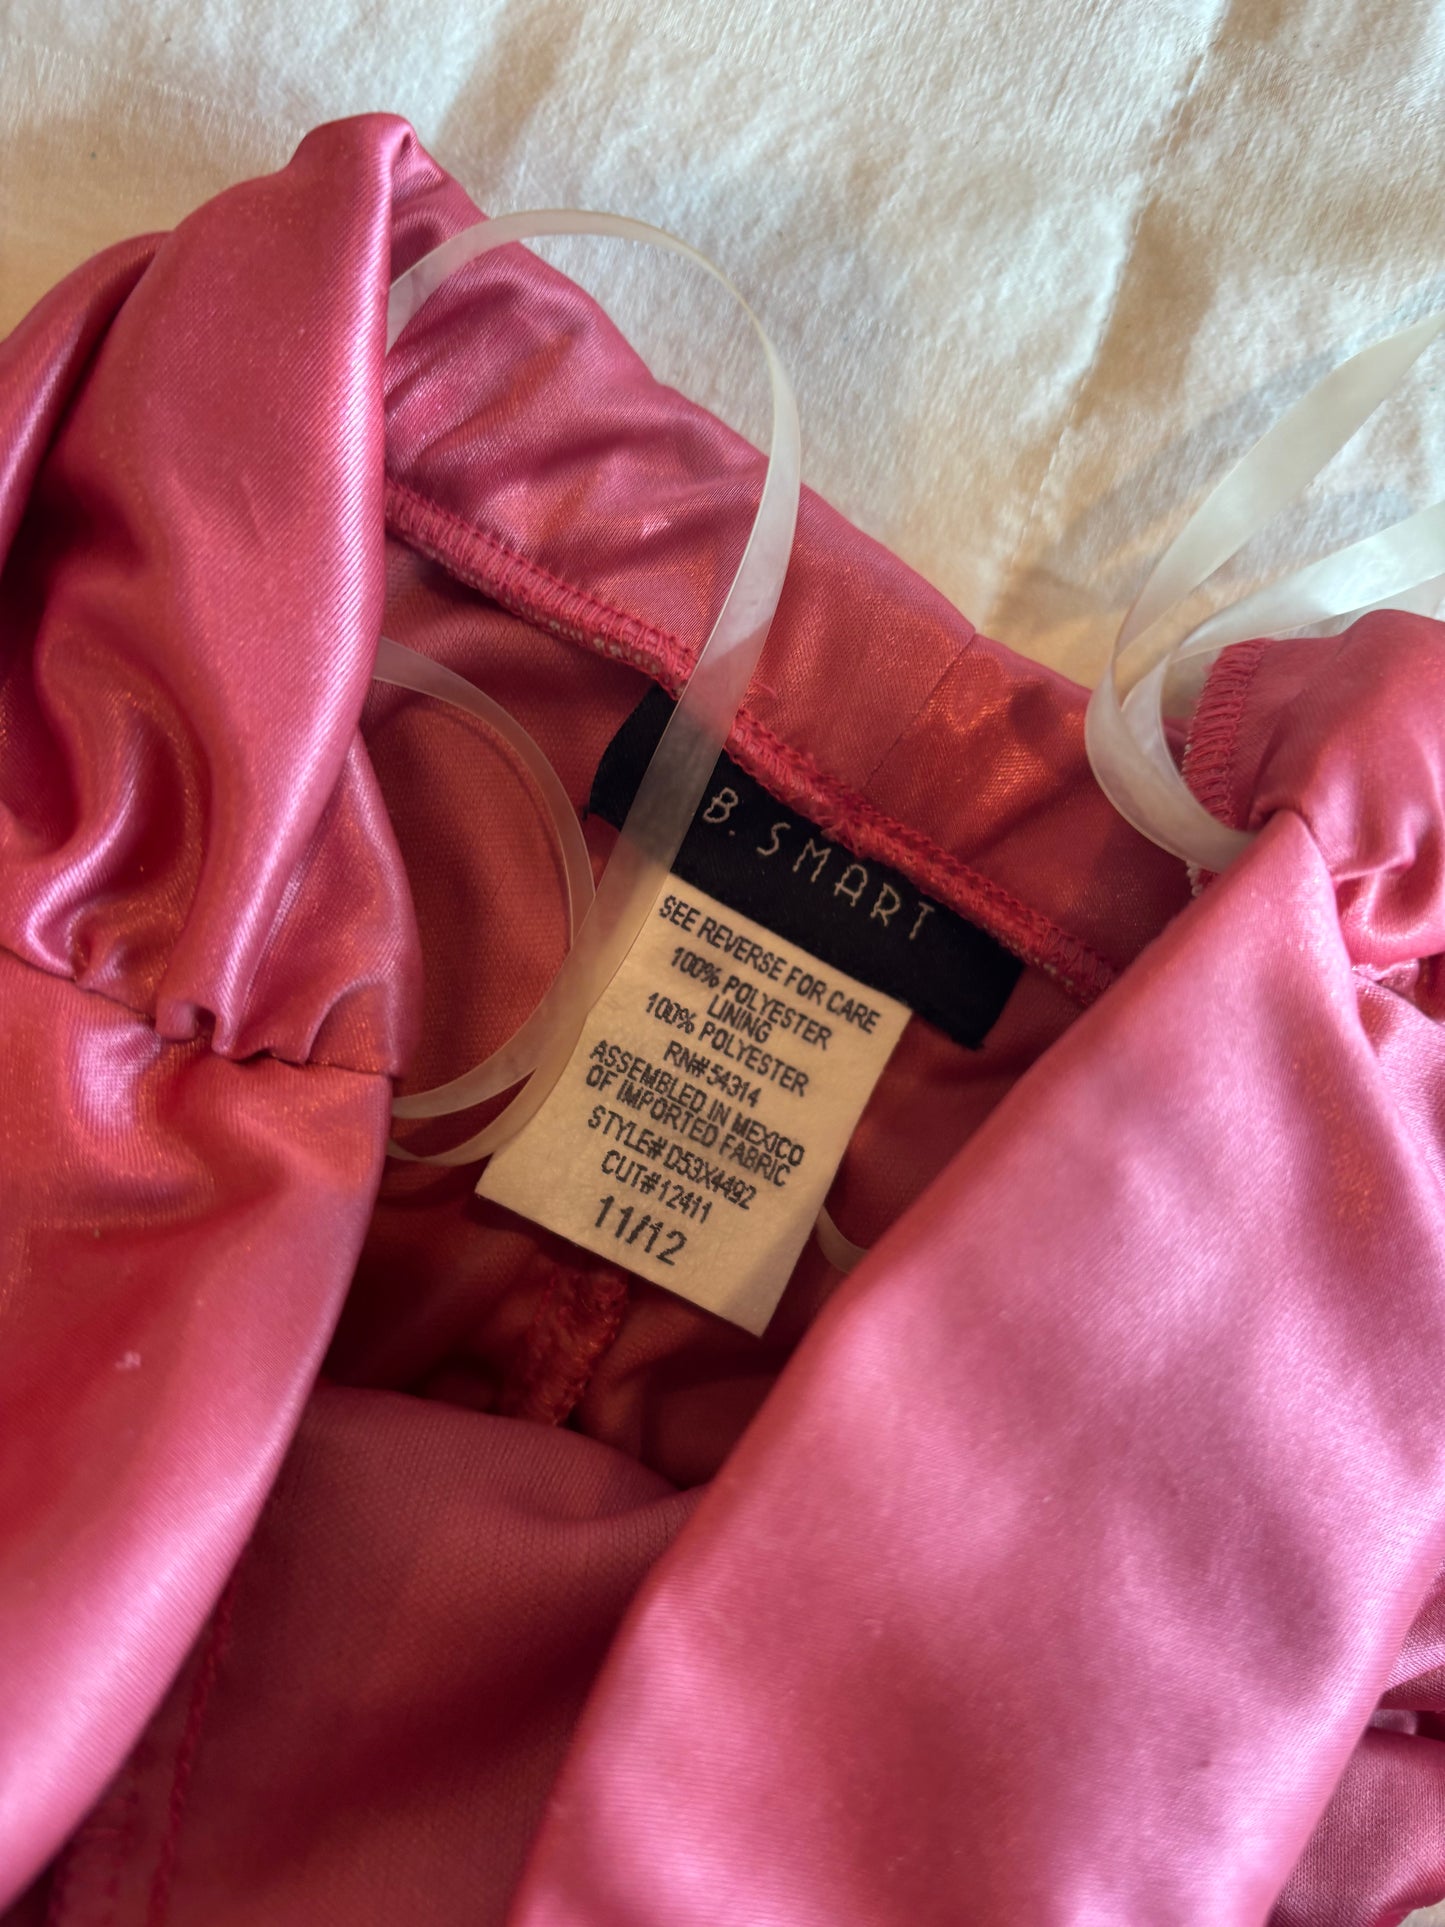 B. SMART
SEE REVERSE FOR CARE
100% POLYESTER
LINING
100% POLYESTER
RN# 54314
ASSEMBLED IN MEXICO
OF IMPORTED FABRIC
STYLE# D53X4492
CUT#12411
11/12